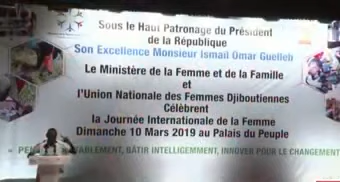 Sous le Haut Patronage du Président
de la République
Son Excellence Monsieur Ismail Omar Guelleh
Le Ministère de la Femme et de la Famille
et
l'Union Nationale des Femmes Djiboutiennes
Célèbrent
la Journée Internationale de la Femme
Dimanche 10 Mars 2019 au Palais du Peuple
BÂTIR INTELLIGEMMENT, INNOVER POUR LE CHANGEMENT